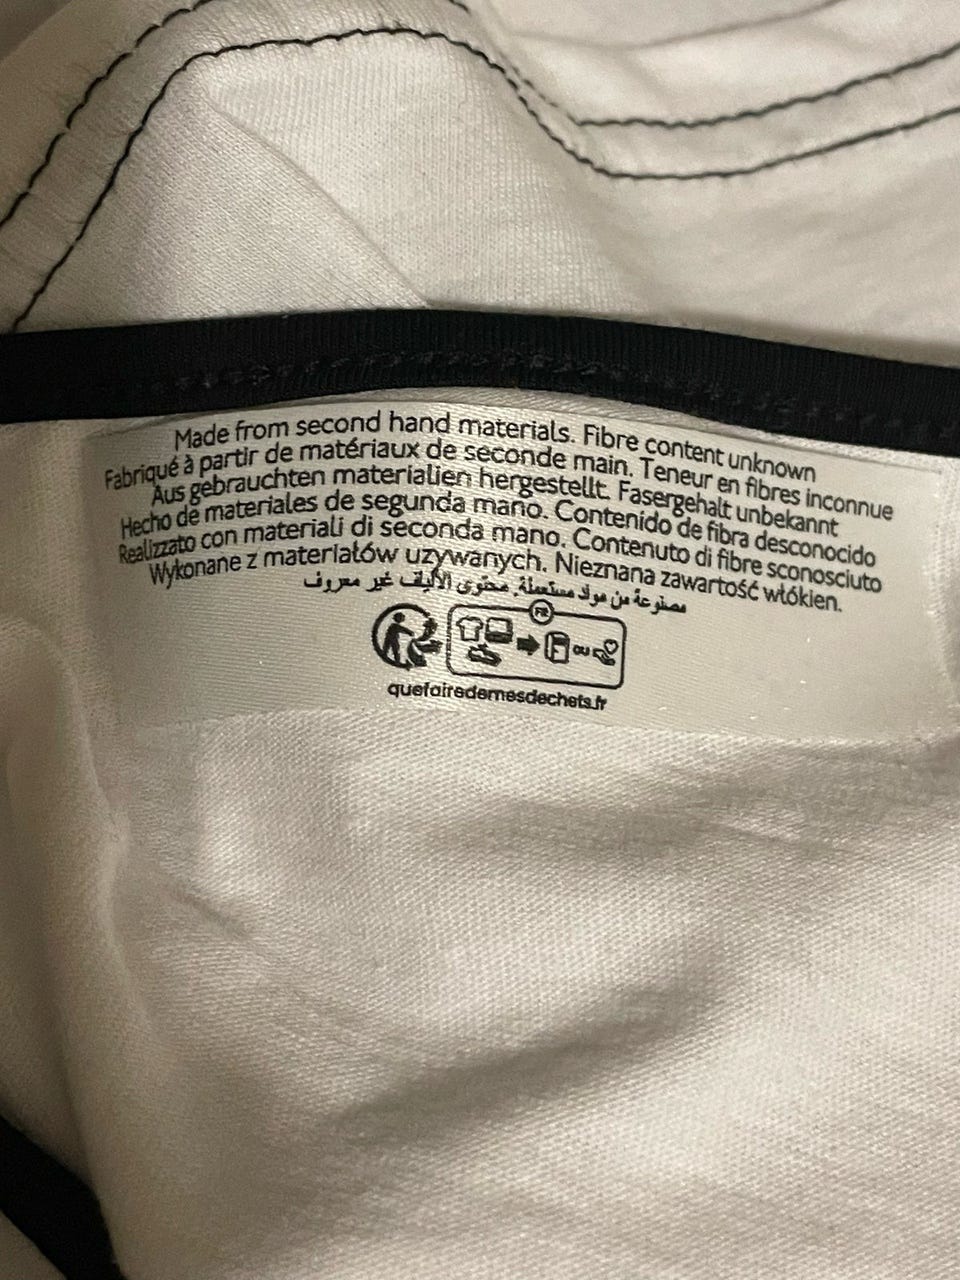 Made from second hand materials. Fibre content unknown
Fabriqué à partir de matériaux de seconde main. Teneur en fibres inconnue
Aus gebrauchten materialien hergestellt. Fasergehalt unbekannt
Hecho de materiales de segunda mano. Contenido de fibra desconocido
Realizzato con materiali di seconda mano. Contenuto di fibre sconosciuto
Wykonane z materiałów uzywanych. Nieznana zawartość włókien.
مصنوعة من مواد مستعملة. محتوى الألياف غير معروف
FR
OU
quefairedemesdechets.fr